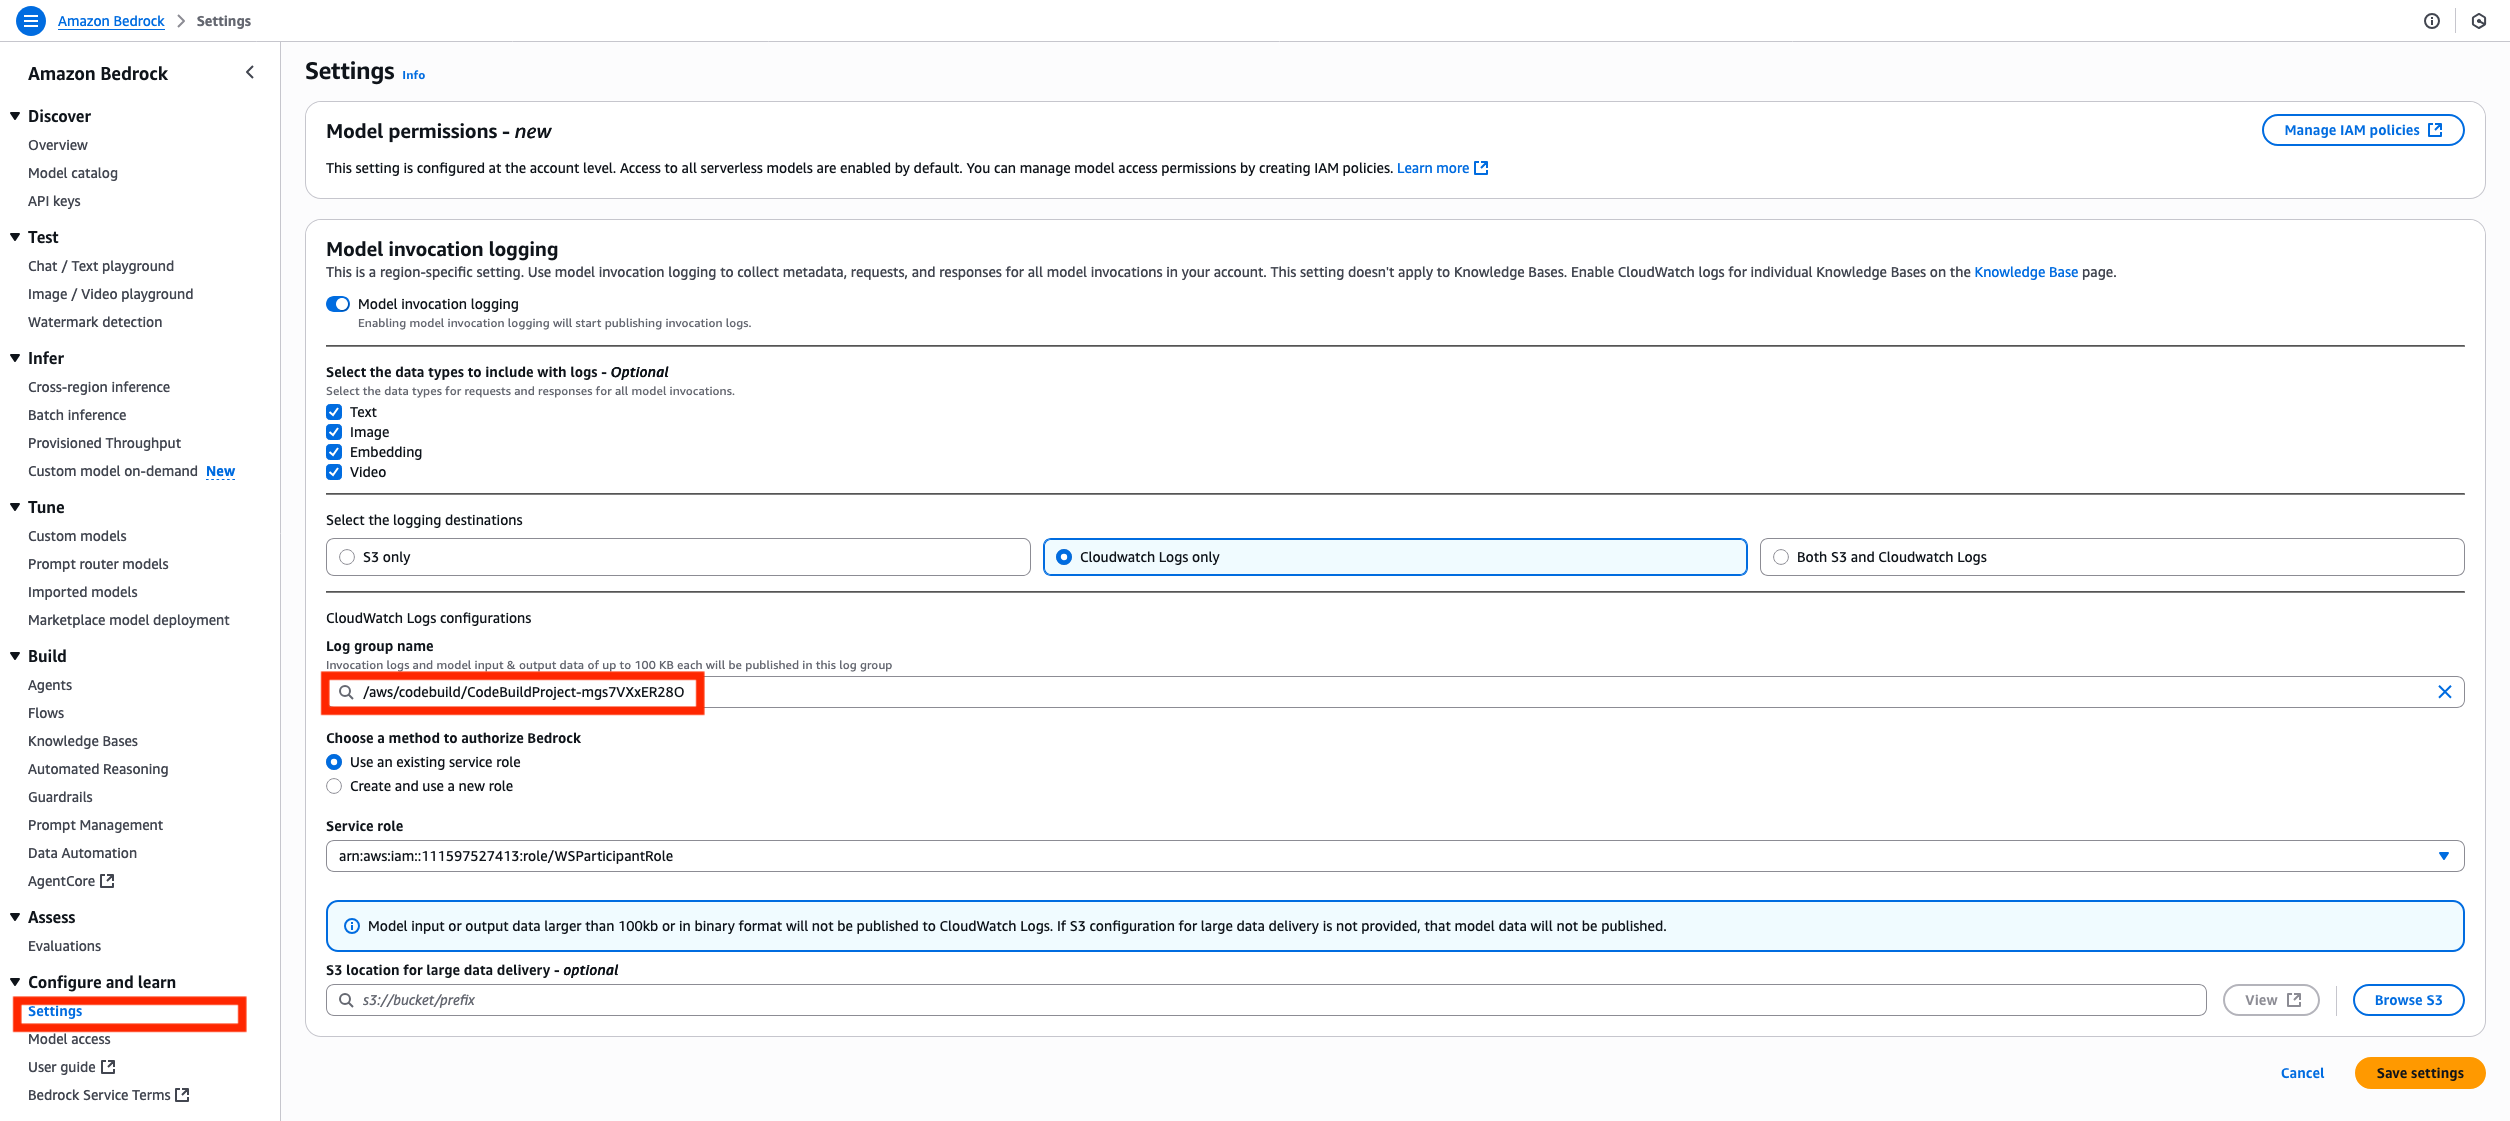 Amazon Bedrock > Settings
Amazon Bedrock
Discover
Overview
Model catalog
API keys
Test
Chat / Text playground
Image / Video playground
Watermark detection
Infer
Cross-region inference
Batch inference
Provisioned Throughput
Custom model on-demand New
Tune
Custom models
Prompt router models
Imported models
Marketplace model deployment
Build
Agents
Flows
Knowledge Bases
Automated Reasoning
Guardrails
Prompt Management
Data Automation
AgentCore
Assess
Evaluations
Configure and learn
Settings
Model access
User guide
Bedrock Service Terms
Settings Info
Model permissions - new
Manage IAM policies
This setting is configured at the account level. Access to all serverless models are enabled by default. You can manage model access permissions by creating IAM policies. Learn more
Model invocation logging
This is a region-specific setting. Use model invocation logging to collect metadata, requests, and responses for all model invocations in your account. This setting doesn't apply to Knowledge Bases. Enable CloudWatch logs for individual Knowledge Bases on the Knowledge Base page.
Model invocation logging
Enabling model invocation logging will start publishing invocation logs.
Select the data types to include with logs - Optional
Select the data types for requests and responses for all model invocations.
Text
Image
Embedding
Video
Select the logging destinations
S3 only
Cloudwatch Logs only
Both S3 and Cloudwatch Logs
CloudWatch Logs configurations
Log group name
Invocation logs and model input & output data of up to 100 KB each will be published in this log group
/aws/codebuild/CodeBuildProject-mgs7VXxER28O
Choose a method to authorize Bedrock
Use an existing service role
Create and use a new role
Service role
arn:aws:iam::111597527413:role/WSParticipantRole
Model input or output data larger than 100kb or in binary format will not be published to CloudWatch Logs. If S3 configuration for large data delivery is not provided, that model data will not be published.
S3 location for large data delivery - optional
s3://bucket/prefix
View
Browse S3
Cancel
Save settings